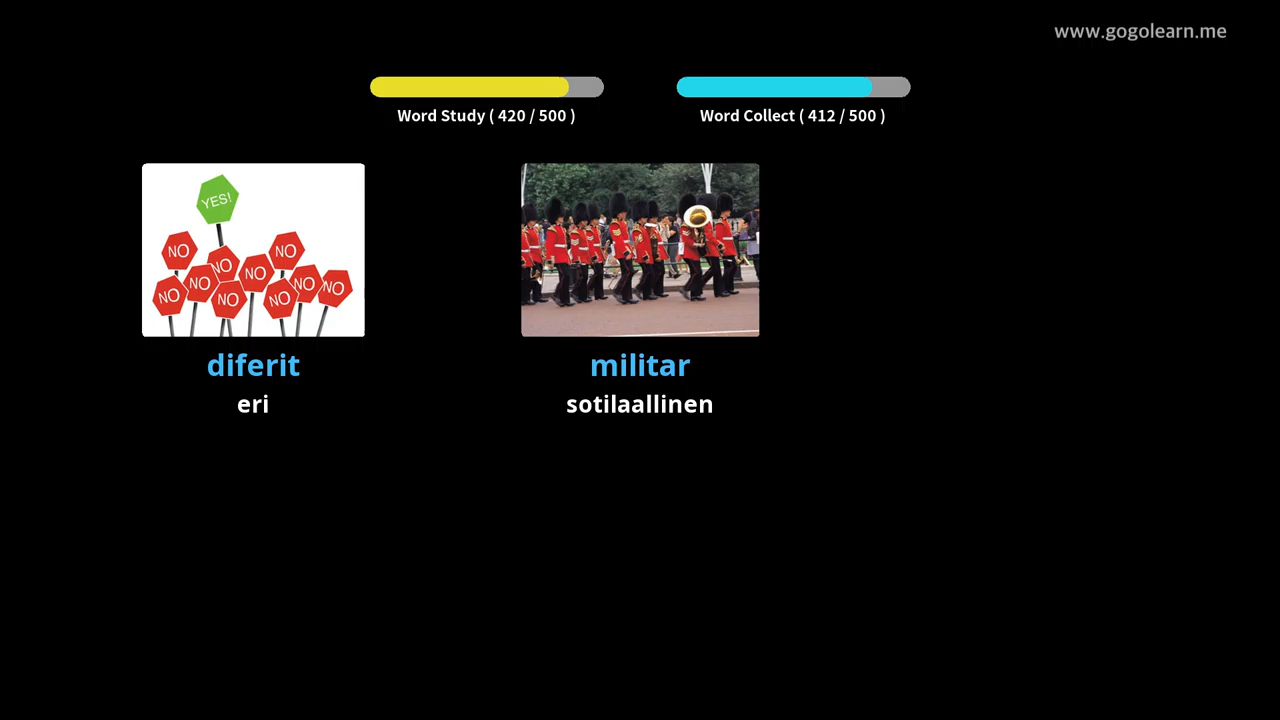 www.gogolearn.me
Word Study ( 420 / 500 )
Word Collect ( 412 / 500 )
YES!
NO
NO
NO
NO
NO
NO
NO
NO
NO
diferit
militar
eri
sotilaallinen